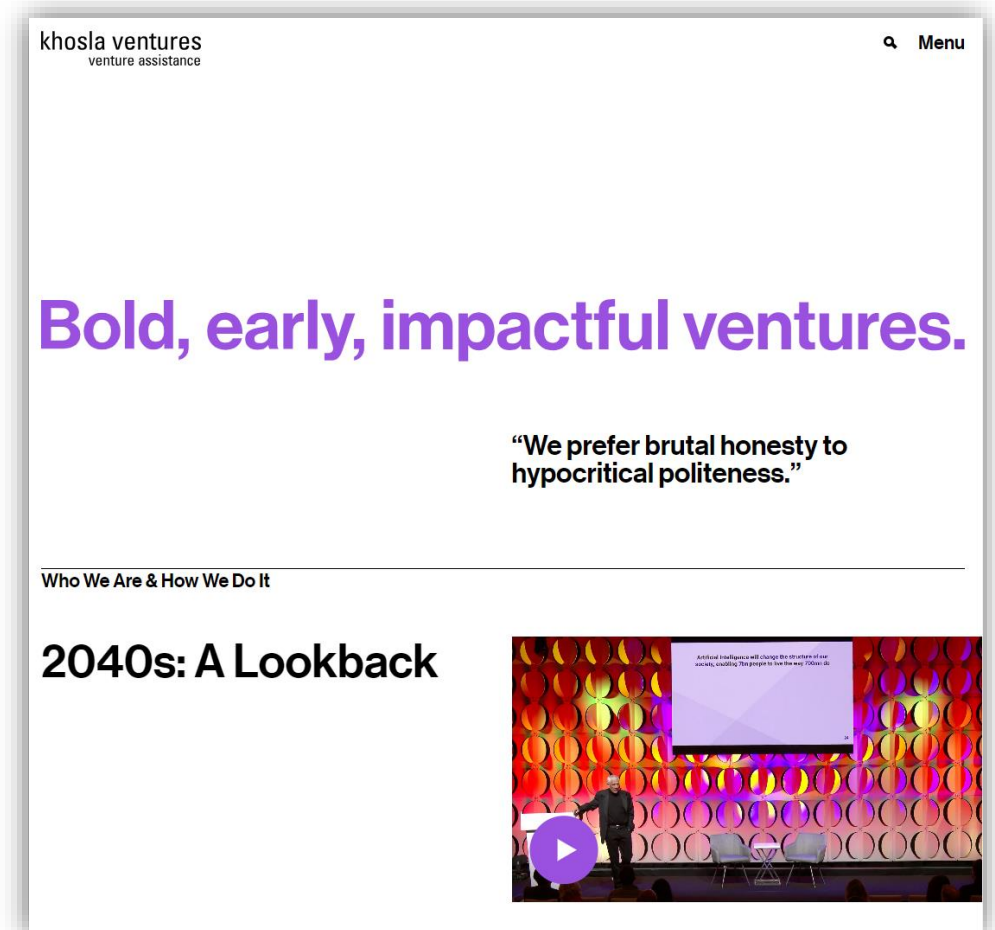 khosla ventures
venture assistance
Menu
Bold, early, impactful ventures.
“We prefer brutal honesty to
hypocritical politeness.”
Who We Are & How We Do It
2040s: A Lookback
Artificial Intelligence will change the structure of our
society, enabling 7bn people to live the way 700mn do